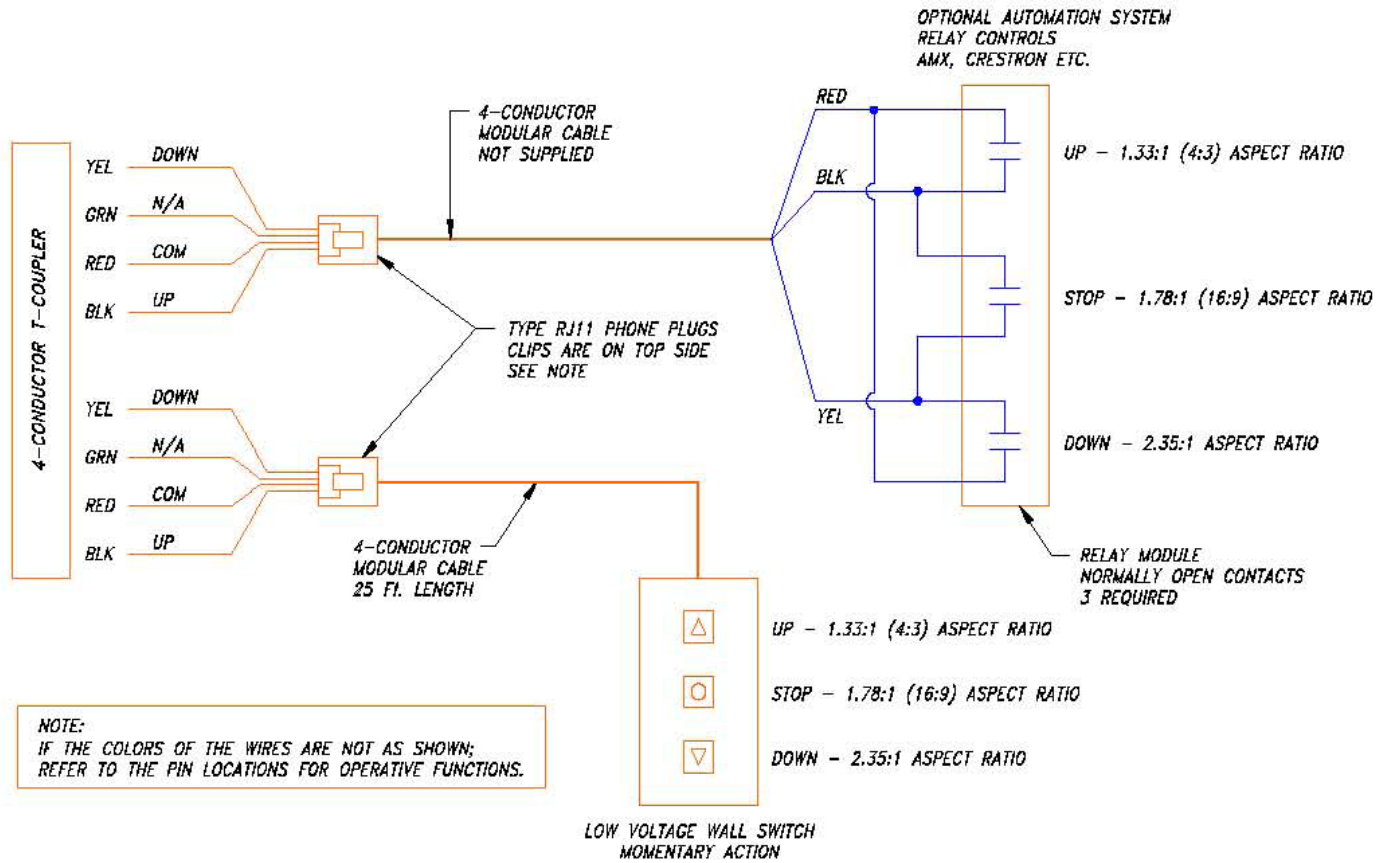 OPTIONAL AUTOMATION SYSTEM
RELAY CONTROLS
AMX, CRESTRON ETC.
RED
4-CONDUCTOR
MODULAR CABLE
NOT SUPPLIED
4-CONDUCTOR T-COUPLER
YEL DOWN
GRN N/A
RED COM
BLK UP
BLK
UP - 1.33:1 (4:3) ASPECT RATIO
STOP - 1.78:1 (16:9) ASPECT RATIO
TYPE RJ11 PHONE PLUGS
CLIPS ARE ON TOP SIDE
SEE NOTE
YEL
DOWN - 2.35:1 ASPECT RATIO
YEL DOWN
GRN N/A
RED COM
BLK UP
4-CONDUCTOR
MODULAR CABLE
25 FT. LENGTH
RELAY MODULE
NORMALLY OPEN CONTACTS
3 REQUIRED
UP - 1.33:1 (4:3) ASPECT RATIO
STOP - 1.78:1 (16:9) ASPECT RATIO
DOWN - 2.35:1 ASPECT RATIO
NOTE:
IF THE COLORS OF THE WIRES ARE NOT AS SHOWN;
REFER TO THE PIN LOCATIONS FOR OPERATIVE FUNCTIONS.
LOW VOLTAGE WALL SWITCH
MOMENTARY ACTION